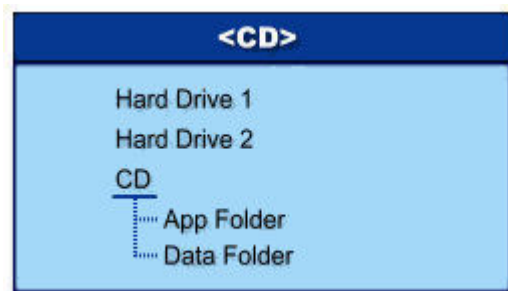 <CD>
Hard Drive 1
Hard Drive 2
CD
App Folder
Data Folder